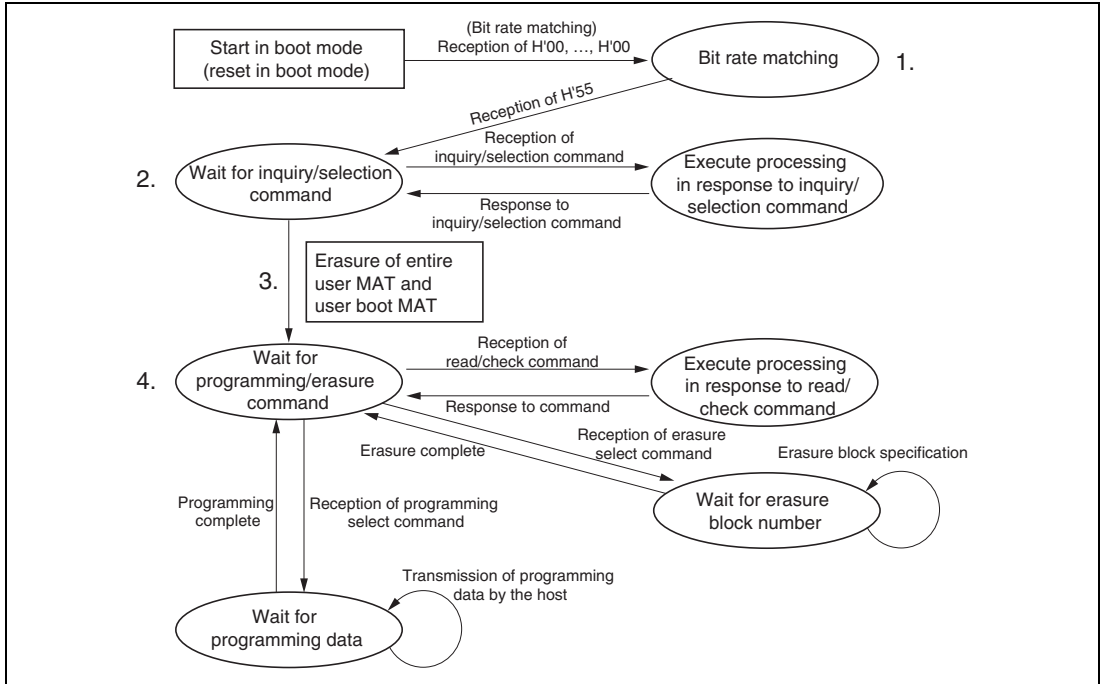 Start in boot mode
(reset in boot mode)
(Bit rate matching)
Reception of H'00, ..., H'00
Bit rate matching
1.
Reception of H'55
2.
Wait for inquiry/selection
command
Reception of
inquiry/selection command
Response to
inquiry/selection command
Execute processing
in response to inquiry/
selection command
3.
Erasure of entire
user MAT and
user boot MAT
4.
Wait for
programming/erasure
command
Reception of
read/check command
Response to command
Execute processing
in response to read/
check command
Erasure complete
Reception of erasure
select command
Erasure block specification
Wait for erasure
block number
Programming
complete
Reception of programming
select command
Transmission of programming
data by the host
Wait for
programming data